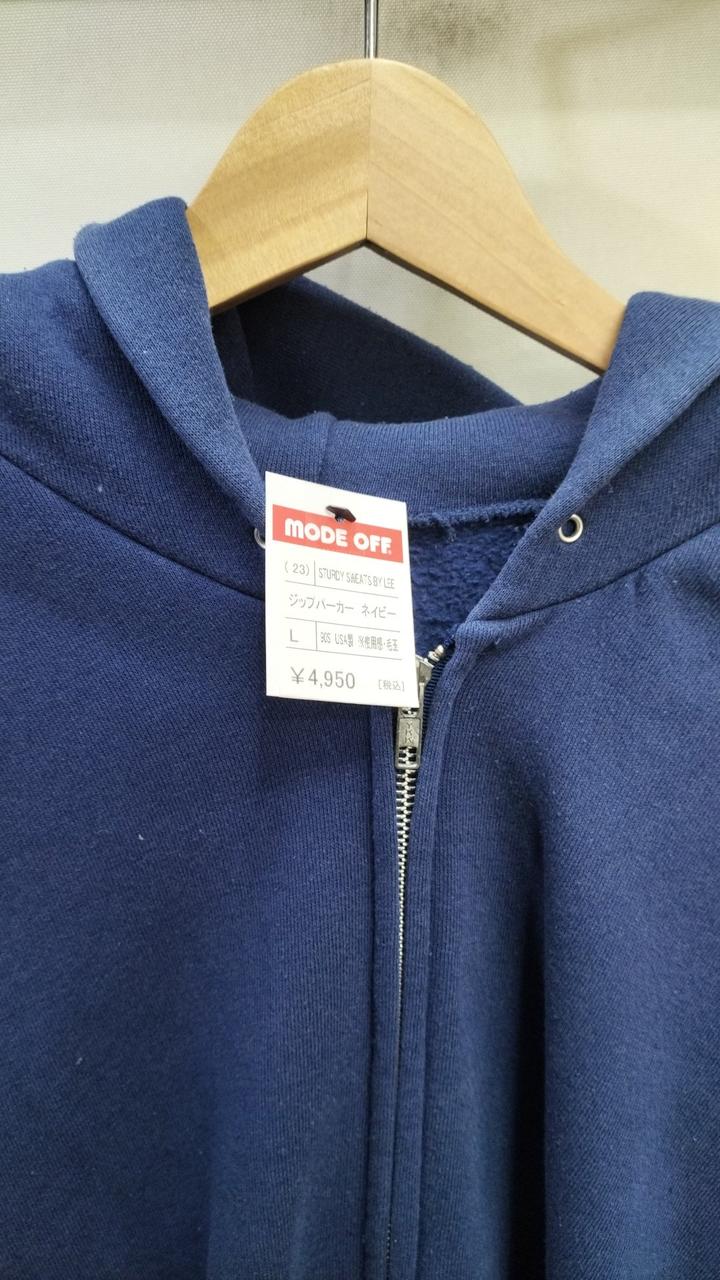 MODE OFF
(23) STURDY SWEATS BY LEE
ジップパーカー ネイビー
L 90S USA製 ※使用感・毛玉
¥4,950 [税込]
YKK